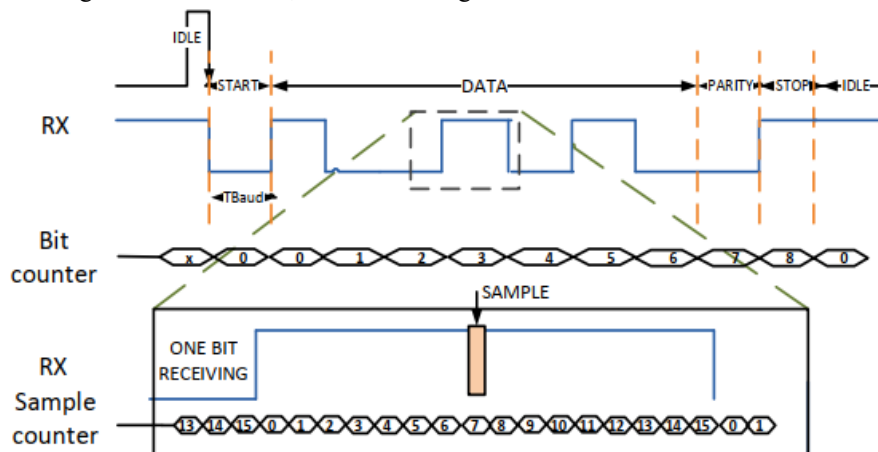 IDLE
START DATA PARITY STOP IDLE
RX
TBaud
Bit counter x 0 0 1 2 3 4 5 6 7 8 0
SAMPLE
ONE BIT RECEIVING
RX Sample counter 13 14 15 0 1 2 3 4 5 6 7 8 9 10 11 12 13 14 15 0 1